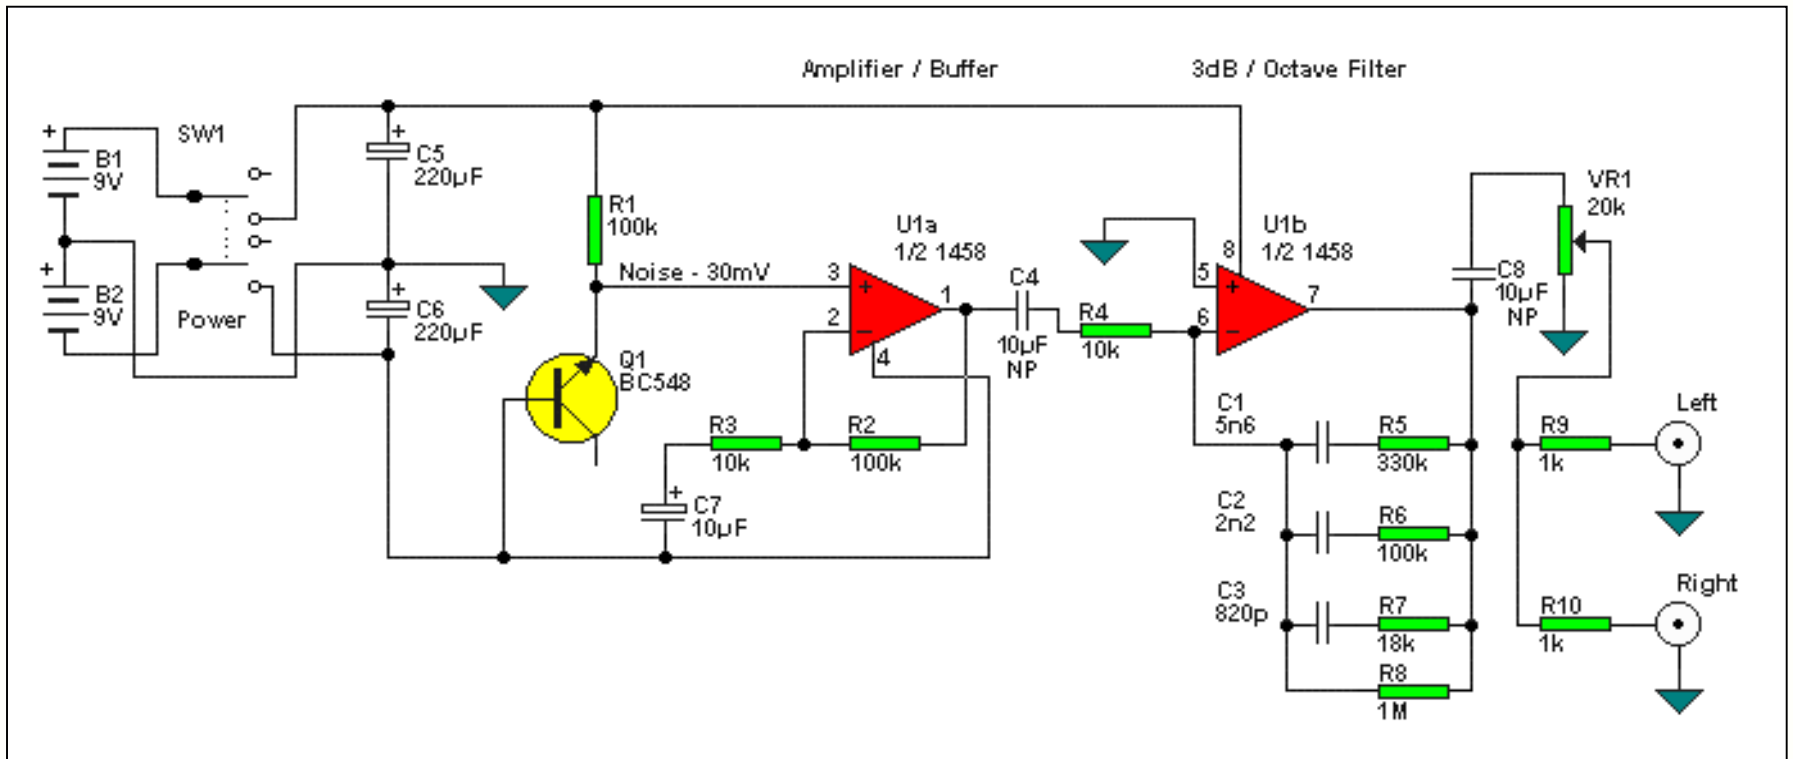 Amplifier / Buffer
3dB / Octave Filter
+
B1
9V
SW1
+
C5
220µF
R1
100k
Noise - 30mV
U1a
1/2 1458
3
+
2
−
1
4
C4
10µF
NP
R4
10k
U1b
1/2 1458
8
5
+
6
−
7
VR1
20k
C8
10µF
NP
+
B2
9V
Power
+
C6
220µF
Q1
BC548
R3
10k
R2
100k
+
C7
10µF
C1
5n6
R5
330k
C2
2n2
R6
100k
C3
820p
R7
18k
R8
1M
R9
1k
Left
R10
1k
Right